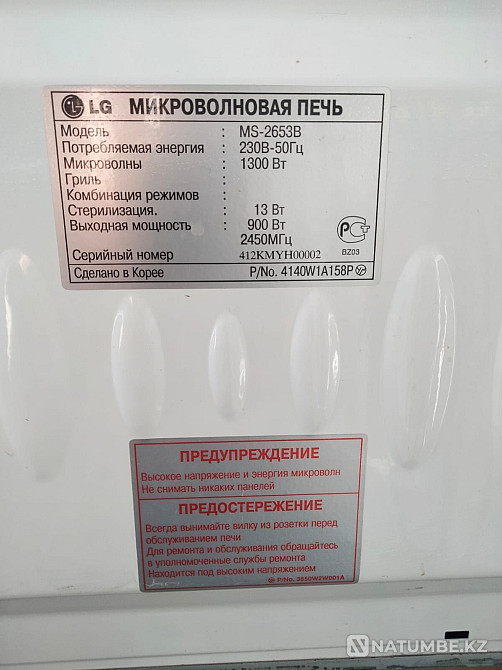 LG МИКРОВОЛНОВАЯ ПЕЧЬ
Модель : MS-2653B
Потребляемая энергия : 230В-50Гц
Микроволны : 1300 Вт
Гриль :
Комбинация режимов :
Стерилизация. : 13 Вт
Выходная мощность : 900 Вт
2450МГц
Серийный номер 412KMYH00002
BZ03
Сделано в Корее P/No. 4140W1A158P
ПРЕДУПРЕЖДЕНИЕ
Высокое напряжение и энергия микроволн
Не снимать никаких панелей
ПРЕДОСТЕРЕЖЕНИЕ
Всегда вынимайте вилку из розетки перед
обслуживанием печи
Для ремонта и обслуживания обращайтесь
в уполномоченные службы ремонта
Находится под высоким напряжением
P/No. 3850W2W001A
NATUMBE.KZ